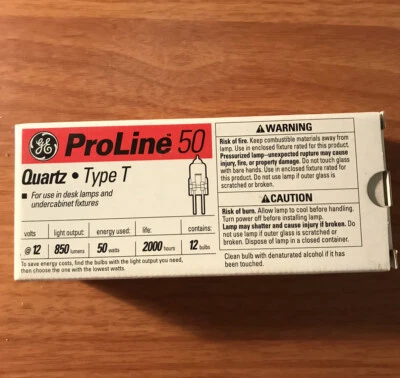 GE ProLine 50
Quartz • Type T
■ For use in desk lamps and
undercabinet fixtures
volts light output: energy used: life: contains:
@ 12 850 lumens 50 watts 2000 hours 12 bulbs
To save energy costs, find the bulbs with the light output you need,
then choose the one with the lowest watts.
⚠WARNING
Risk of fire. Keep combustible materials away from
lamp. Use in enclosed fixture rated for this product.
Pressurized lamp—unexpected rupture may cause
injury, fire, or property damage. Do not touch glass
with bare hands. Use in enclosed fixture rated for
this product. Do not use lamp if outer glass is
scratched or broken.
⚠CAUTION
Risk of burn. Allow lamp to cool before handling.
Turn power off before installing lamp.
Lamp may shatter and cause injury if broken. Do
not use lamp if outer glass is scratched or
broken. Dispose of lamp in a closed container.
Clean bulb with denaturated alcohol if it has
been touched.